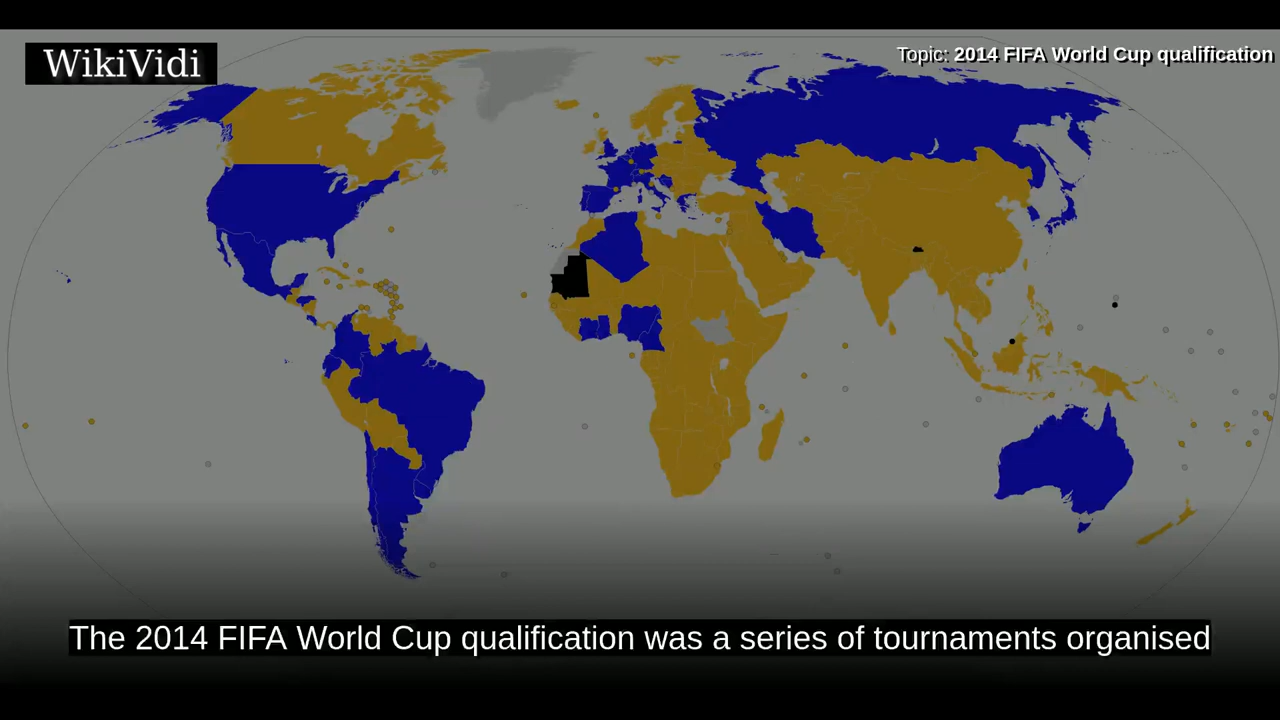 WikiVidi
Topic: 2014 FIFA World Cup qualification
The 2014 FIFA World Cup qualification was a series of tournaments organised